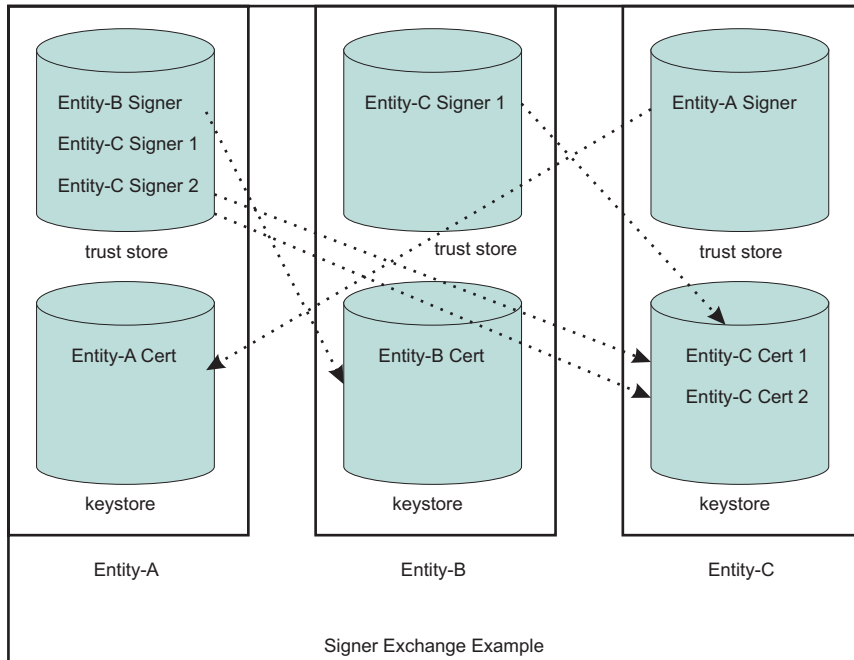 Entity-B Signer
Entity-C Signer 1
Entity-C Signer 2
trust store
Entity-A Cert
keystore
Entity-A
Entity-C Signer 1
trust store
Entity-B Cert
keystore
Entity-B
Entity-A Signer
trust store
Entity-C Cert 1
Entity-C Cert 2
keystore
Entity-C
Signer Exchange Example